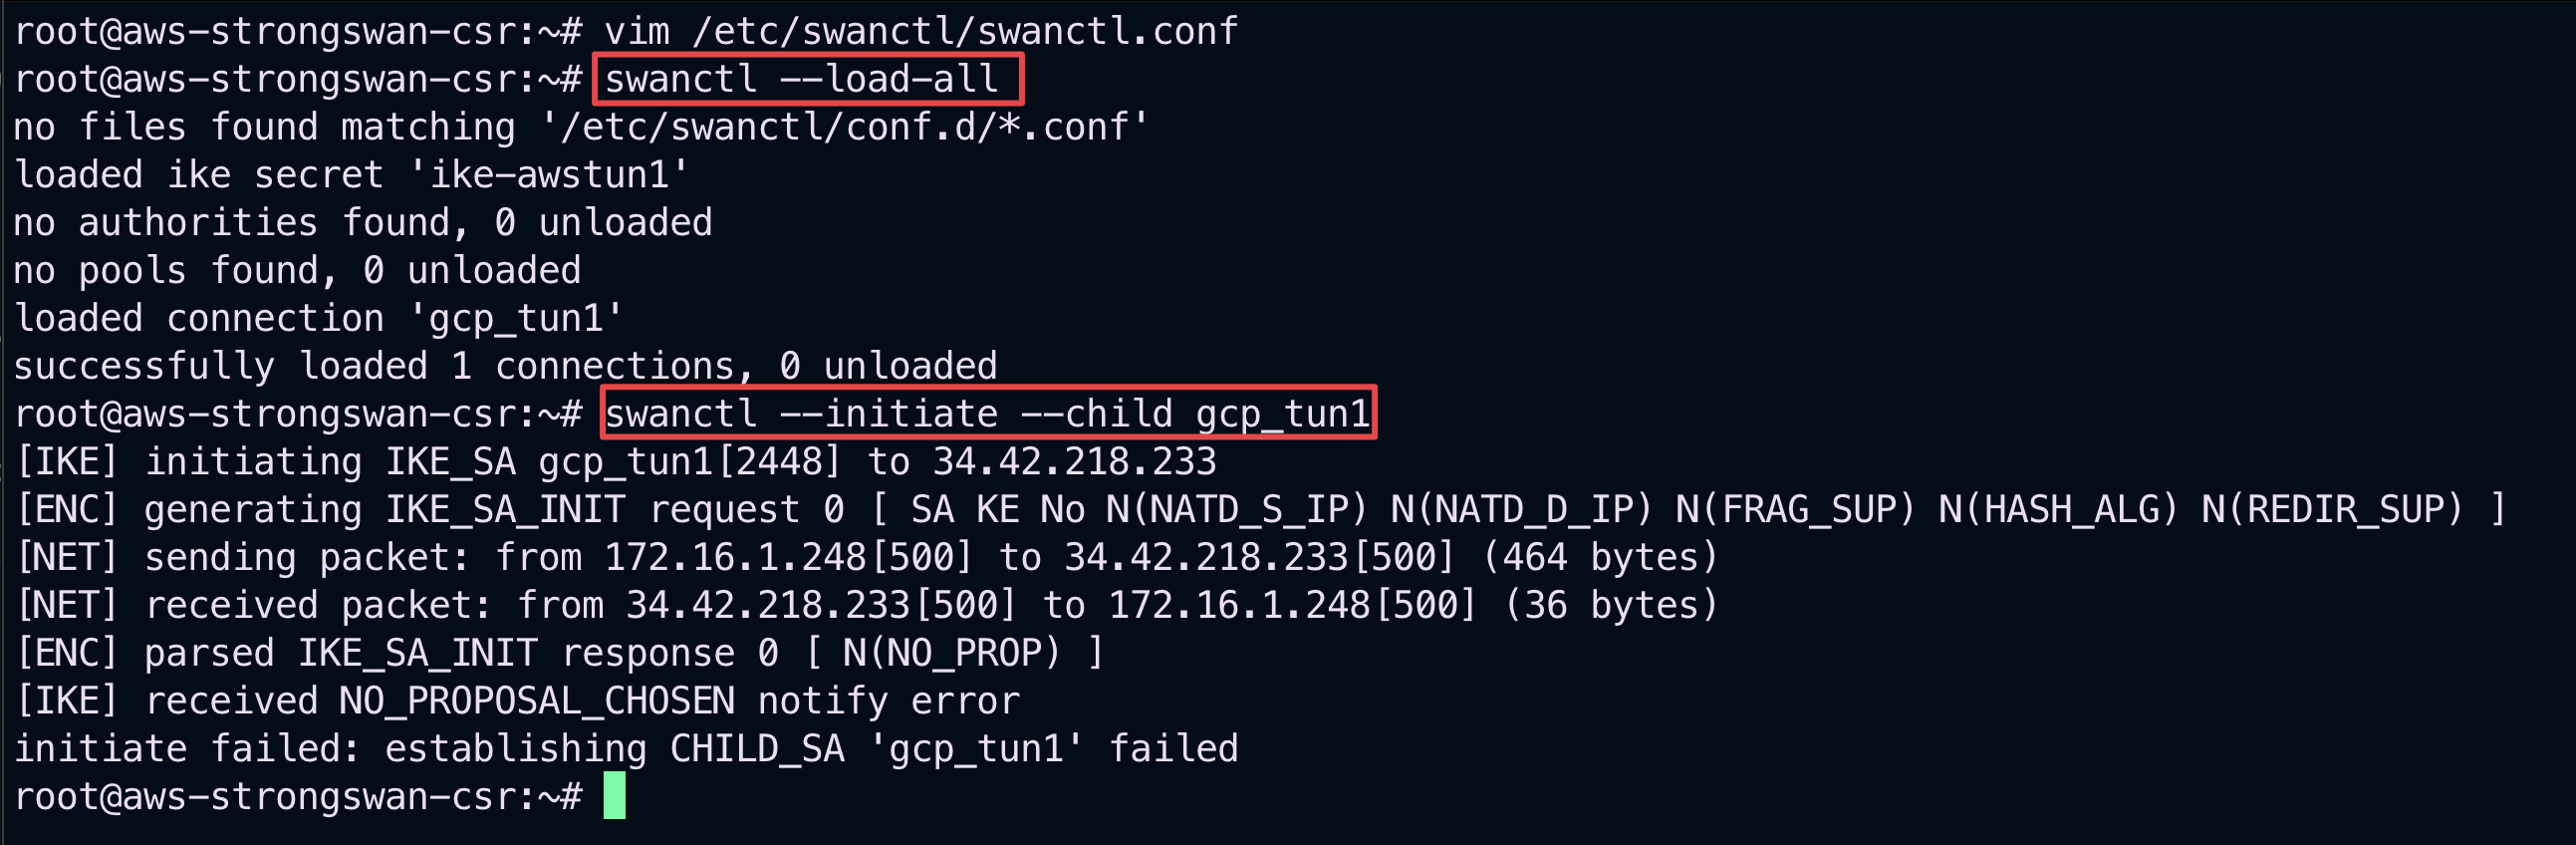 root@aws-strongswan-csr:~# vim /etc/swanctl/swanctl.conf
root@aws-strongswan-csr:~# swanctl --load-all
no files found matching '/etc/swanctl/conf.d/*.conf'
loaded ike secret 'ike-awstun1'
no authorities found, 0 unloaded
no pools found, 0 unloaded
loaded connection 'gcp_tun1'
successfully loaded 1 connections, 0 unloaded
root@aws-strongswan-csr:~# swanctl --initiate --child gcp_tun1
[IKE] initiating IKE_SA gcp_tun1[2448] to 34.42.218.233
[ENC] generating IKE_SA_INIT request 0 [ SA KE No N(NATD_S_IP) N(NATD_D_IP) N(FRAG_SUP) N(HASH_ALG) N(REDIR_SUP) ]
[NET] sending packet: from 172.16.1.248[500] to 34.42.218.233[500] (464 bytes)
[NET] received packet: from 34.42.218.233[500] to 172.16.1.248[500] (36 bytes)
[ENC] parsed IKE_SA_INIT response 0 [ N(NO_PROP) ]
[IKE] received NO_PROPOSAL_CHOSEN notify error
initiate failed: establishing CHILD_SA 'gcp_tun1' failed
root@aws-strongswan-csr:~#